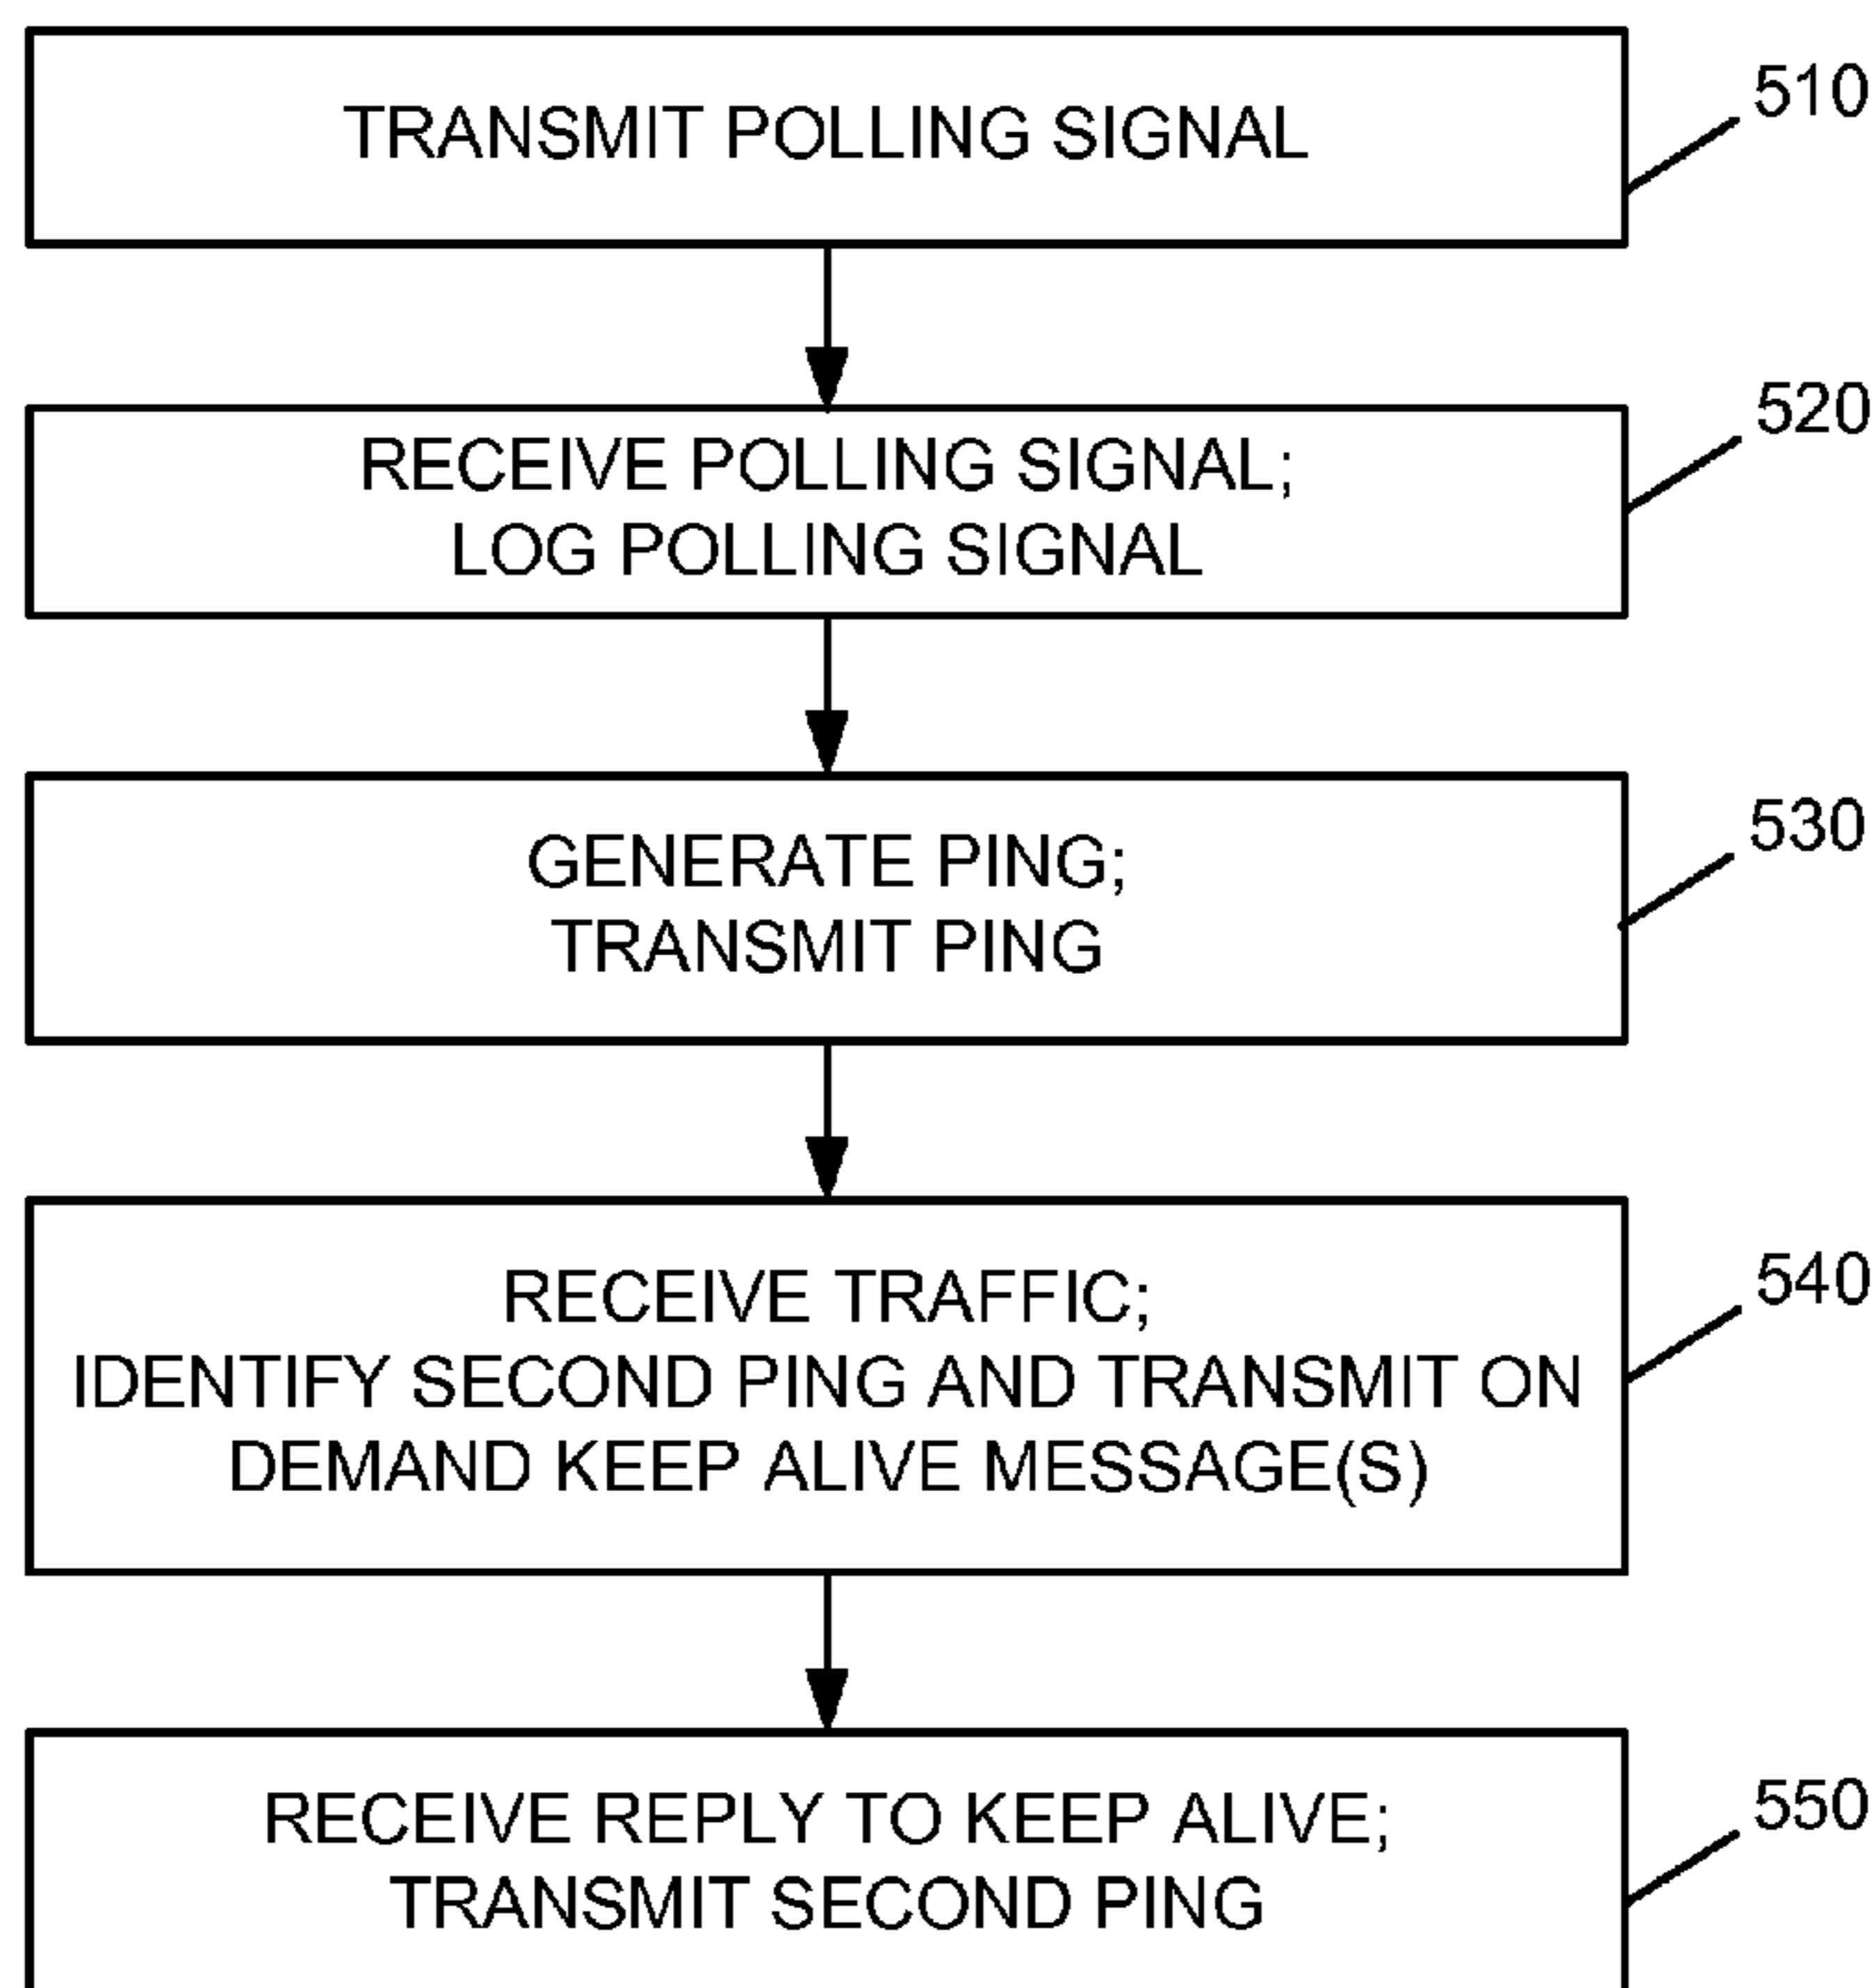 TRANSMIT POLLING SIGNAL
510
RECEIVE POLLING SIGNAL;
LOG POLLING SIGNAL
520
GENERATE PING;
TRANSMIT PING
530
RECEIVE TRAFFIC;
IDENTIFY SECOND PING AND TRANSMIT ON
DEMAND KEEP ALIVE MESSAGE(S)
540
RECEIVE REPLY TO KEEP ALIVE;
TRANSMIT SECOND PING
550